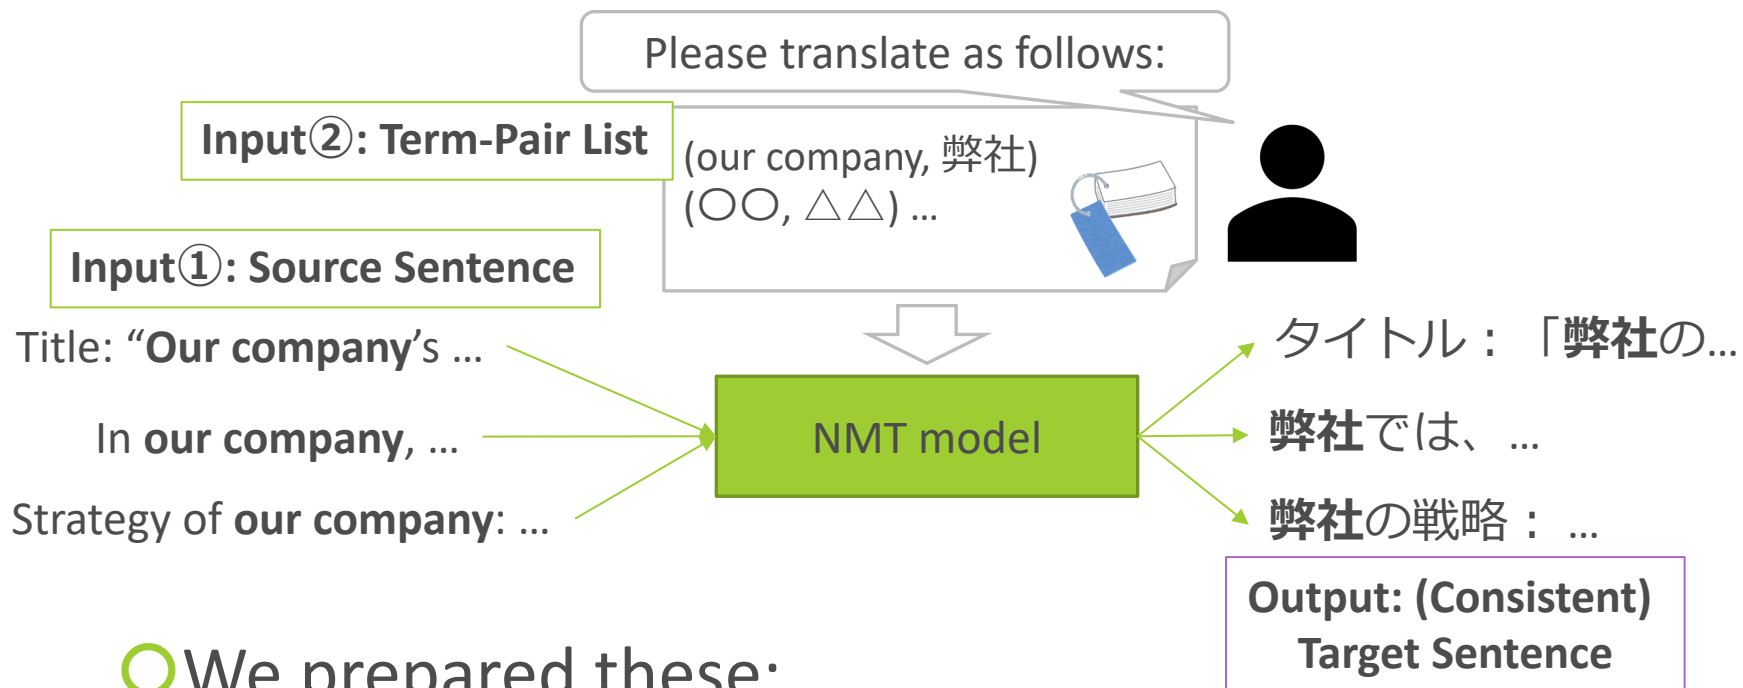 Please translate as follows:
Input②: Term-Pair List
(our company, 弊社)
(〇〇, △△) …
Input①: Source Sentence
Title: “Our company’s …
In our company, …
Strategy of our company: …
NMT model
タイトル：「弊社の…
弊社では、…
弊社の戦略：…
Output: (Consistent)
Target Sentence
We prepared these: